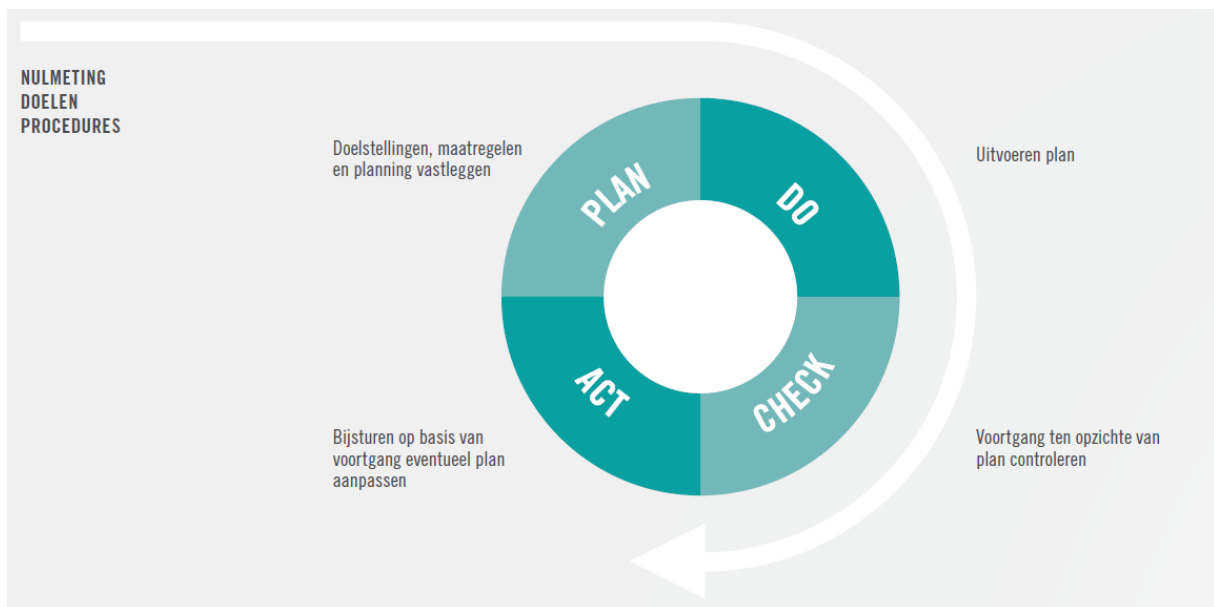 NULMETING
DOELEN
PROCEDURES
Doelstellingen, maatregelen
en planning vastleggen
PLAN
DO
Uitvoeren plan
ACT
CHECK
Bijsturen op basis van
voortgang eventueel plan
aanpassen
Voortgang ten opzichte van
plan controleren